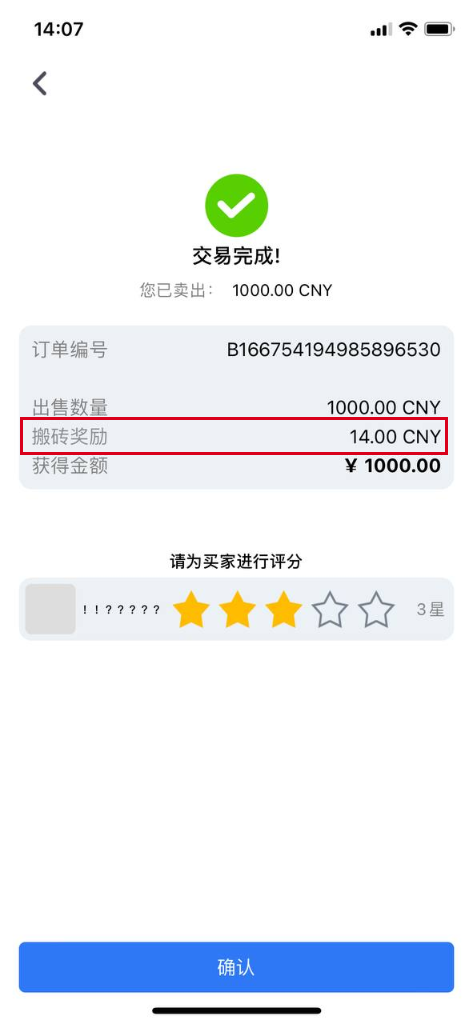 14:07
交易完成!
您已卖出： 1000.00 CNY
订单编号 B166754194985896530
出售数量 1000.00 CNY
搬砖奖励 14.00 CNY
获得金额 ¥ 1000.00
请为买家进行评分
！！？？？？？？ 3星
确认